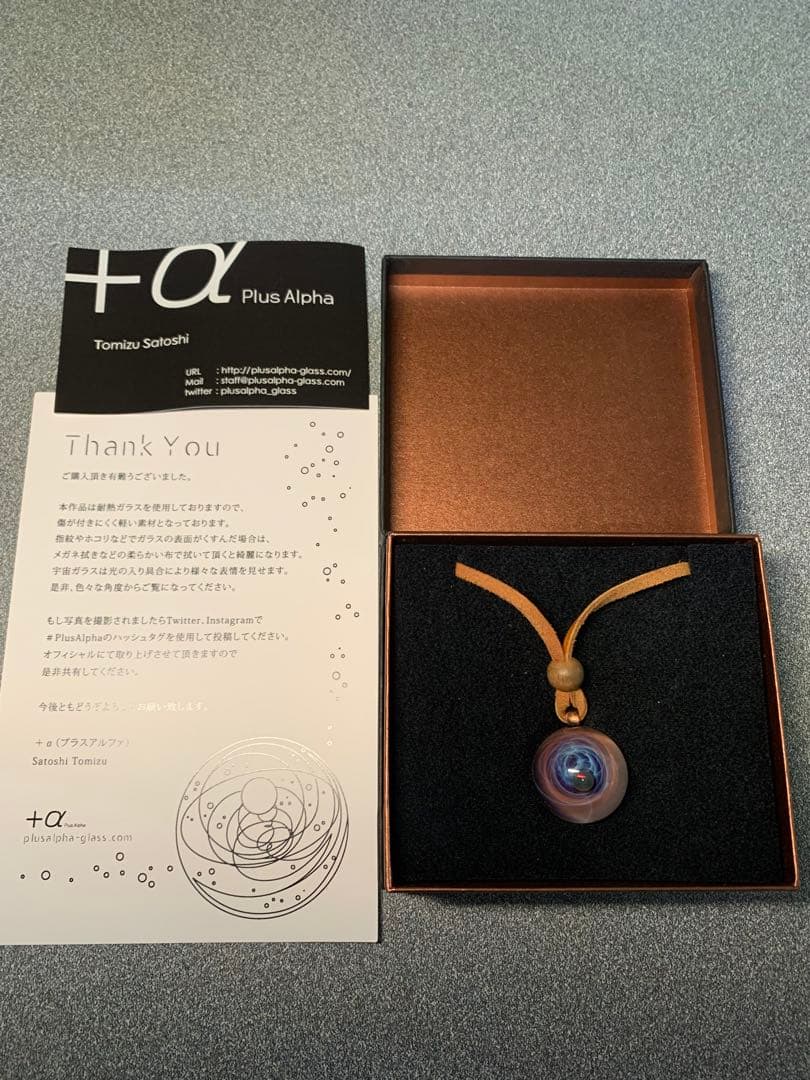 +α Plus Alpha
Tomizu Satoshi
URL : http://plusalpha-glass.com/
Mail : staff@plusalpha-glass.com
twitter : plusalpha_glass
Thank You
ご購入頂き有難うございました。
本作品は耐熱ガラスを使用しておりますので、
傷が付きにくく軽い素材となっております。
指紋やホコリなどでガラスの表面がくすんだ場合は、
メガネ拭きなどの柔らかい布で拭いて頂くと綺麗になります。
宇宙ガラスは光の入り具合により様々な表情を見せます。
是非、色々な角度からご覧になってください。
もし写真を撮影されましたらTwitter、Instagramで
#PlusAlphaのハッシュタグを使用して投稿してください。
オフィシャルにて取り上げさせて頂きますので
是非共有してください。
今後ともどうぞよろ お願い致します。
+α(プラスアルファ)
Satoshi Tomizu
+α Plus Alpha
plusalpha-glass.com